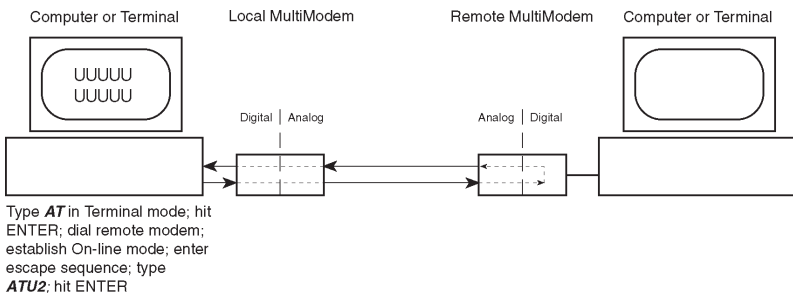 Computer or Terminal
Local MultiModem
Remote MultiModem
Computer or Terminal
UUUUU
UUUUU
Digital
Analog
Analog
Digital
Type AT in Terminal mode; hit
ENTER; dial remote modem;
establish On-line mode; enter
escape sequence; type
ATU2; hit ENTER